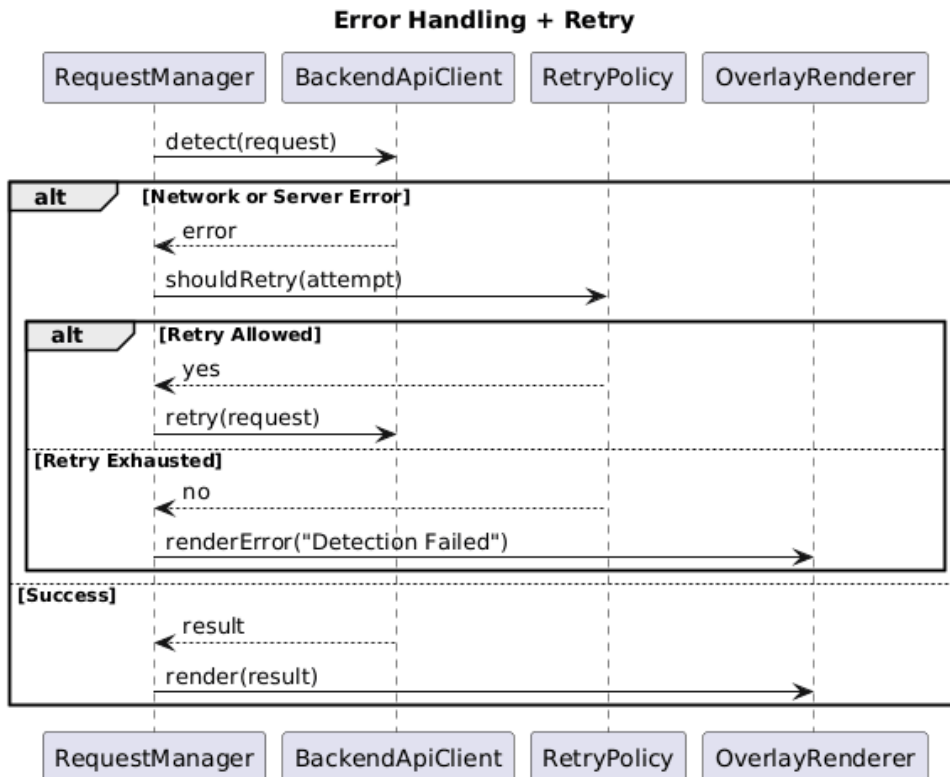 Error Handling + Retry
RequestManager BackendApiClient RetryPolicy OverlayRenderer
detect(request)
alt [Network or Server Error]
error
shouldRetry(attempt)
alt [Retry Allowed]
yes
retry(request)
[Retry Exhausted]
no
renderError("Detection Failed")
[Success]
result
render(result)
RequestManager BackendApiClient RetryPolicy OverlayRenderer